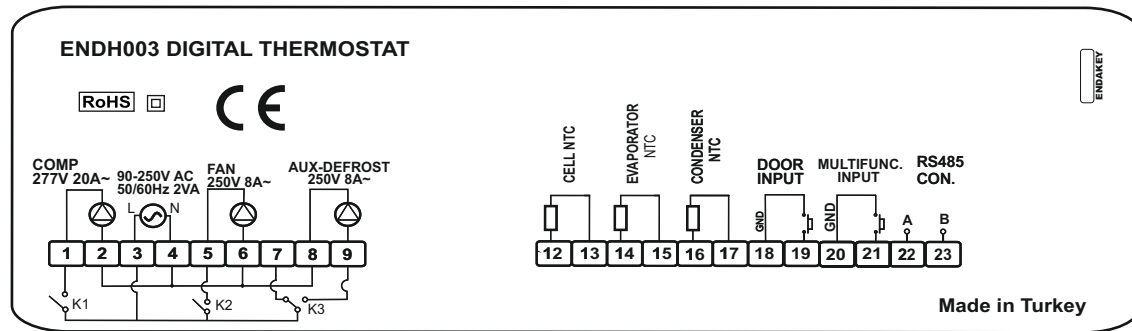 ENDH003 DIGITAL THERMOSTAT
ENDAKEY
RoHS
CE
COMP
277V 20A~
90-250V AC
50/60Hz 2VA
FAN
250V 8A~
AUX-DEFROST
250V 8A~
L
N
CELL NTC
EVAPORATOR
NTC
CONDENSER
NTC
DOOR
INPUT
GND
MULTIFUNC.
INPUT
GND
RS485
CON.
A
B
1 2 3 4 5 6 7 8 9
12 13 14 15 16 17 18 19 20 21 22 23
K1
K2
K3
Made in Turkey